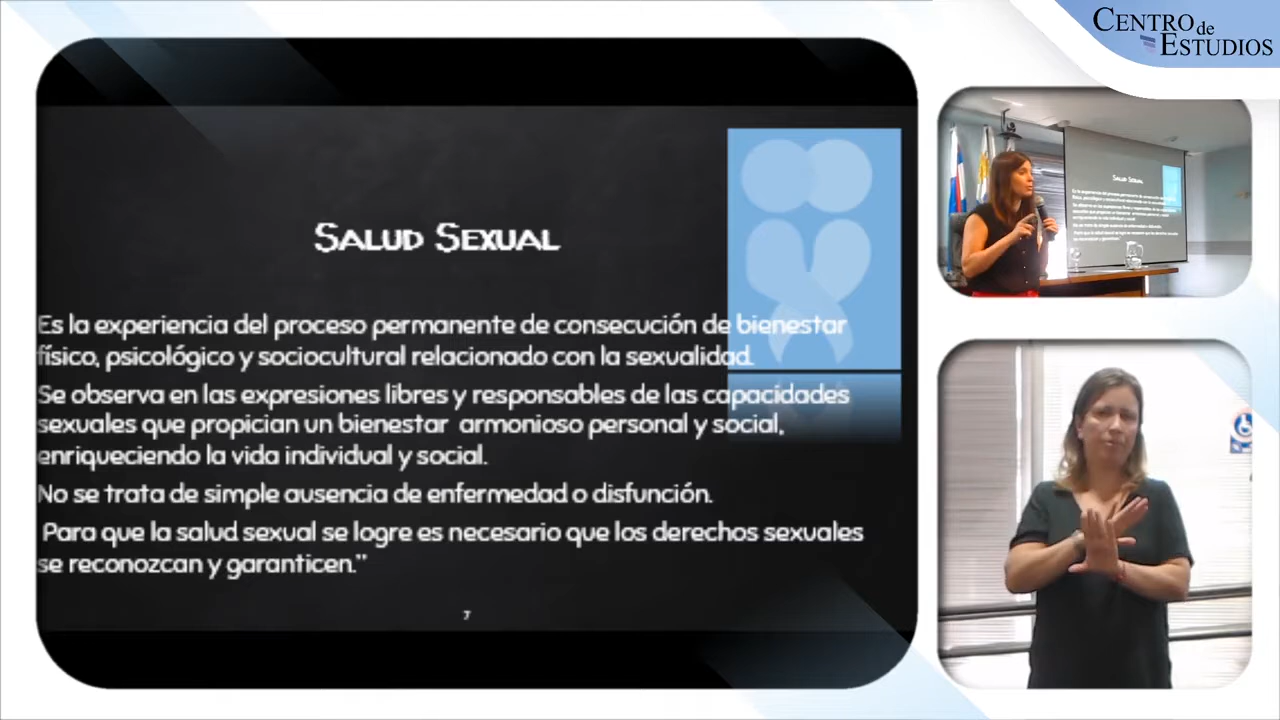 CENTRO de
ESTUDIOS
SALUD SEXUAL
Es la experiencia del proceso permanente de consecución de bienestar
físico, psicológico y sociocultural relacionado con la sexualidad.
Se observa en las expresiones libres y responsables de las capacidades
sexuales que propician un bienestar armonioso personal y social,
enriqueciendo la vida individual y social.
No se trata de simple ausencia de enfermedad o disfunción.
Para que la salud sexual se logre es necesario que los derechos sexuales
se reconozcan y garanticen.”
7
SALUD SEXUAL